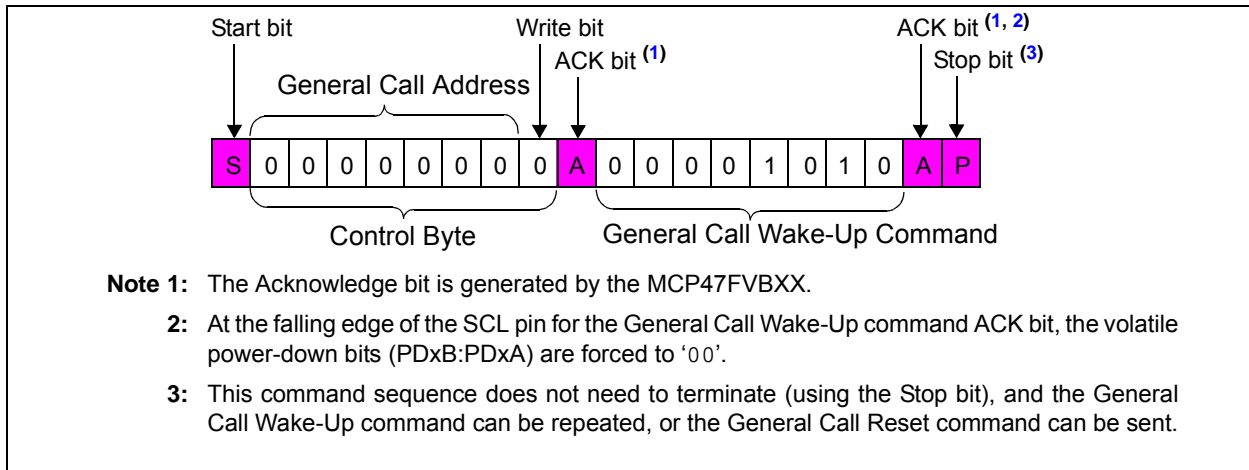 Start bit Write bit ACK bit (1, 2)
ACK bit (1) Stop bit (3)
General Call Address
S 0 0 0 0 0 0 0 0 A 0 0 0 0 1 0 1 0 A P
Control Byte General Call Wake-Up Command
Note 1: The Acknowledge bit is generated by the MCP47FVBXX.
2: At the falling edge of the SCL pin for the General Call Wake-Up command ACK bit, the volatile
power-down bits (PDxB:PDxA) are forced to ‘00’.
3: This command sequence does not need to terminate (using the Stop bit), and the General
Call Wake-Up command can be repeated, or the General Call Reset command can be sent.